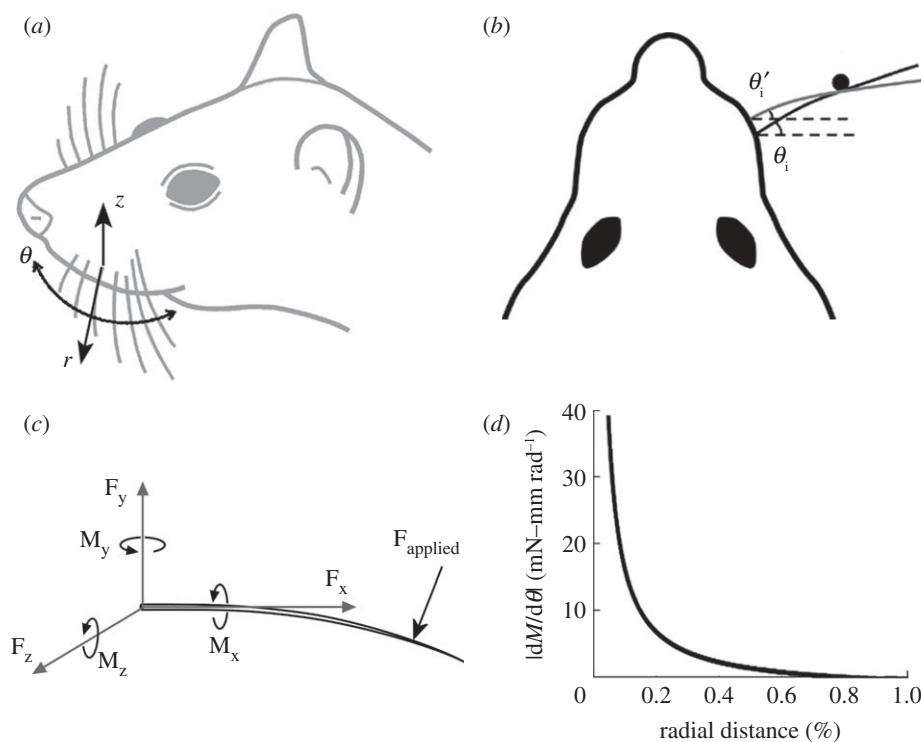 (a)
z
θ
r
(b)
θi′
θi
(c)
Fy
My
Fapplied
Fx
Fz
Mz
Mx
(d)
|dM/dθ| (mN–mm rad⁻¹)
40
30
20
10
0 0.2 0.4 0.6 0.8 1.0
radial distance (%)